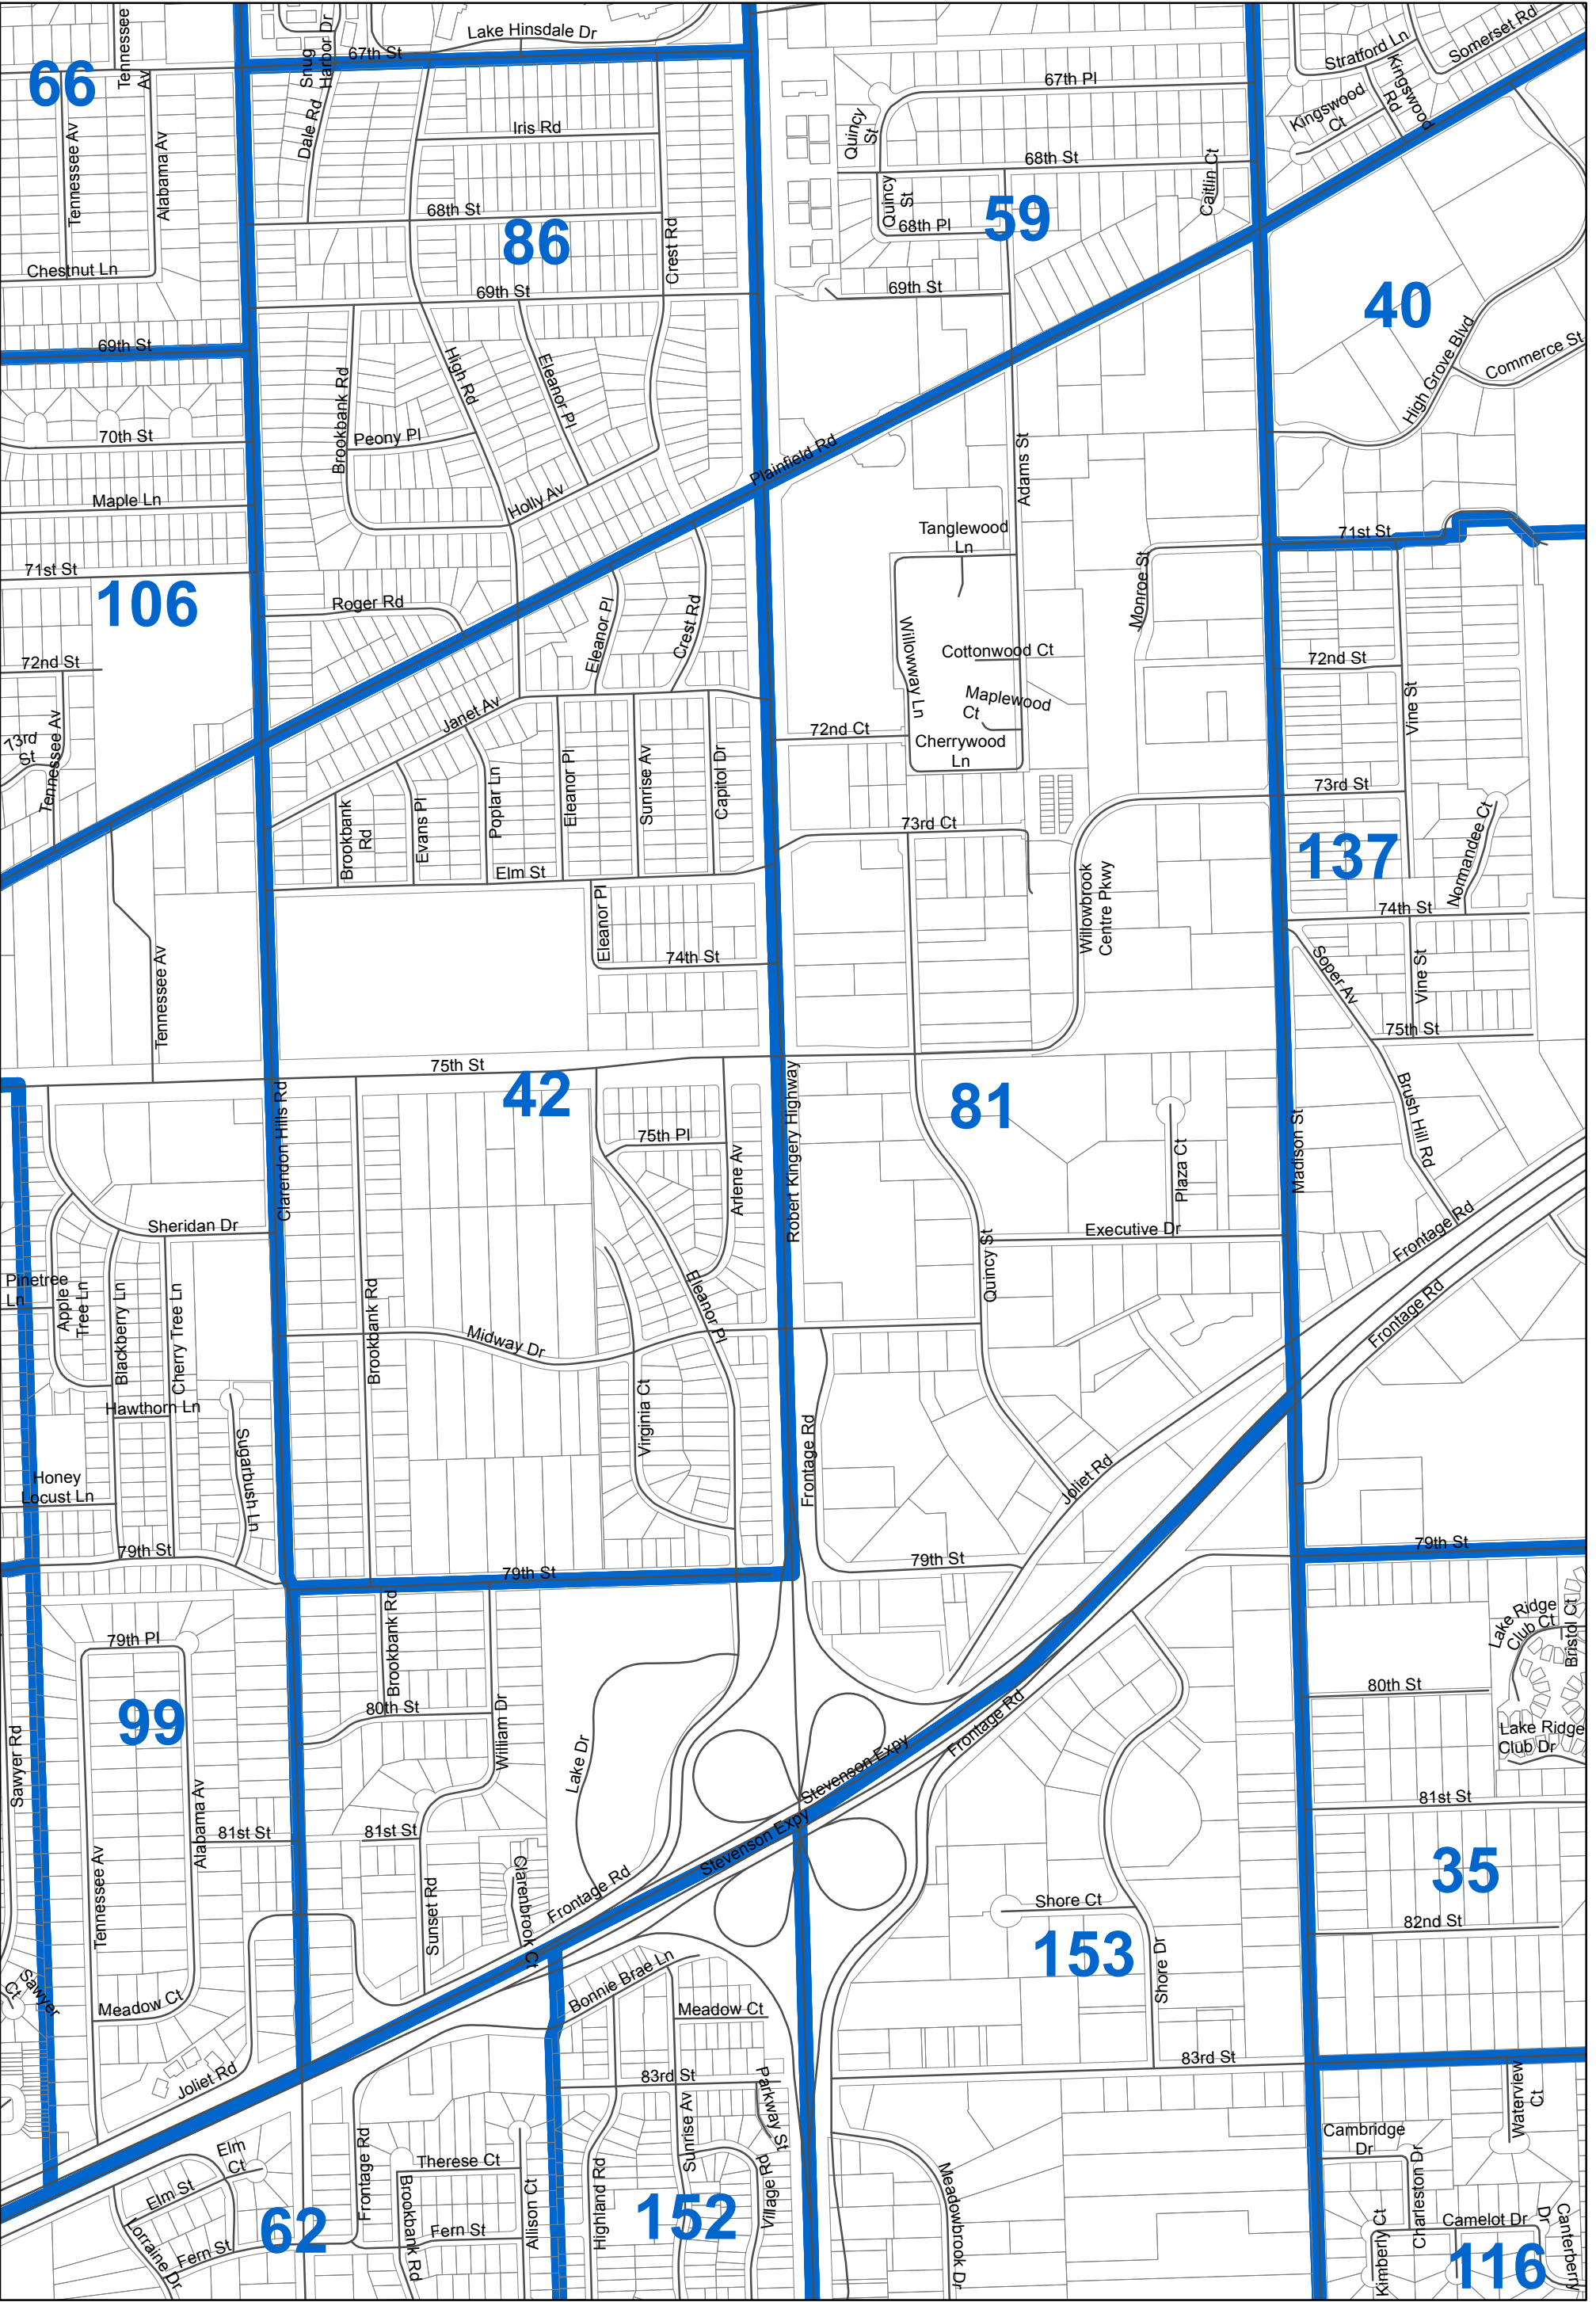 Tennessee
Av
Snug
Harbor Dr
Lake Hinsdale Dr
67th St
Stratford Ln
Somerset Rd
66
Dale Rd
67th Pl
Kingswood
Rd
Kingswood
Ct
Tennessee Av
Alabama Av
Iris Rd
Quincy
St
68th St
Caitlin Ct
Quincy
St
59
68th St
68th Pl
86
Crest Rd
Chestnut Ln
69th St
69th St
40
69th St
High Grove Blvd
Commerce St
Brookbank Rd
High Rd
Eleanor Pl
70th St
Peony Pl
Plainfield Rd
Adams St
Maple Ln
Holly Av
Tanglewood
Ln
71st St
71st St
106
Roger Rd
Eleanor Pl
Crest Rd
Monroe St
Willowway Ln
72nd St
Cottonwood Ct
72nd St
Vine St
Maplewood
Ct
Janet Av
73rd
St
Tennessee Av
72nd Ct
Cherrywood
Ln
Brookbank
Rd
Evans Pl
Poplar Ln
Eleanor Pl
Sunrise Av
Capitol Dr
73rd St
73rd Ct
137
Normandee Ct
Elm St
Willowbrook
Centre Pkwy
74th St
Eleanor Pl
74th St
Tennessee Av
Soper Av
Vine St
75th St
75th St
42
81
Clarendon Hills Rd
Robert Kingery Highway
Brush Hill Rd
75th Pl
Arlene Av
Plaza Ct
Madison St
Sheridan Dr
Executive Dr
Frontage Rd
Pinetree
Ln
Apple
Tree Ln
Blackberry Ln
Cherry Tree Ln
Brookbank Rd
Eleanor Pl
Quincy St
Frontage Rd
Midway Dr
Hawthorn Ln
Virginia Ct
Frontage Rd
Sugarbush Ln
Joliet Rd
Honey
Locust Ln
79th St
79th St
79th St
79th St
79th Pl
Brookbank Rd
Lake Ridge
Club Ct
Bristol Ct
99
80th St
80th St
Sawyer Rd
William Dr
Lake Dr
Frontage Rd
Stevenson Expy
Lake Ridge
Club Dr
81st St
Alabama Av
81st St
81st St
Stevenson Expy
35
Tennessee Av
Sunset Rd
Clarenbrook Ct
Frontage Rd
Shore Ct
82nd St
153
Shore Dr
Sawyer
Ct
Meadow Ct
Bonnie Brae Ln
Meadow Ct
Joliet Rd
83rd St
83rd St
Parkway St
Sunrise Av
Waterview
Ct
Cambridge
Dr
Elm
Ct
Elm St
Frontage Rd
Therese Ct
Charleston Dr
62
Brookbank Rd
Allison Ct
Highland Rd
152
Village Rd
Meadowbrook Dr
Lorraine Dr
Fern St
Fern St
Kimberly Ct
Camelot Dr
Canterberry
Dr
116